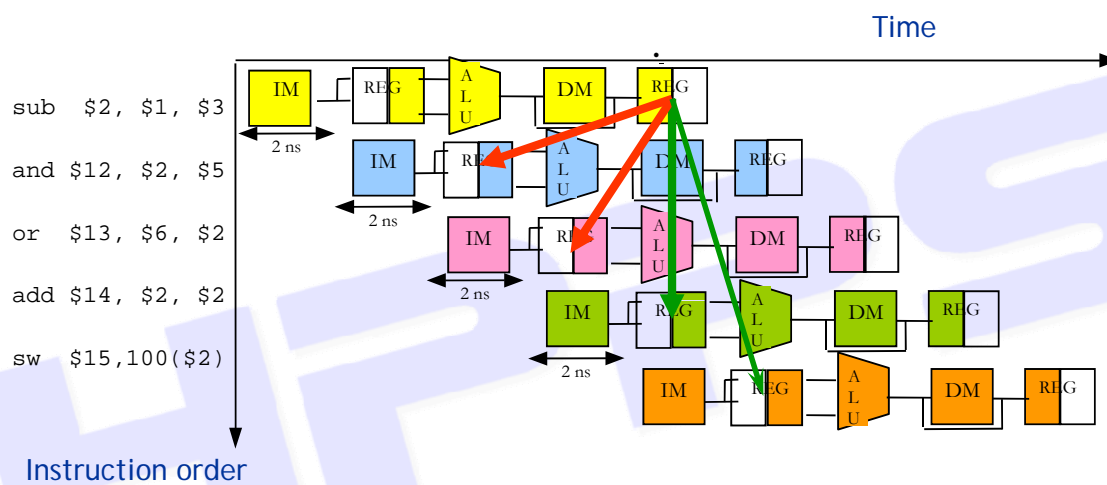 Time
sub $2, $1, $3
IM
REG
ALU
DM
REG
2 ns
and $12, $2, $5
IM
REG
ALU
DM
REG
2 ns
or $13, $6, $2
IM
REG
ALU
DM
REG
2 ns
add $14, $2, $2
IM
REG
ALU
DM
REG
2 ns
sw $15,100($2)
IM
REG
ALU
DM
REG
Instruction order